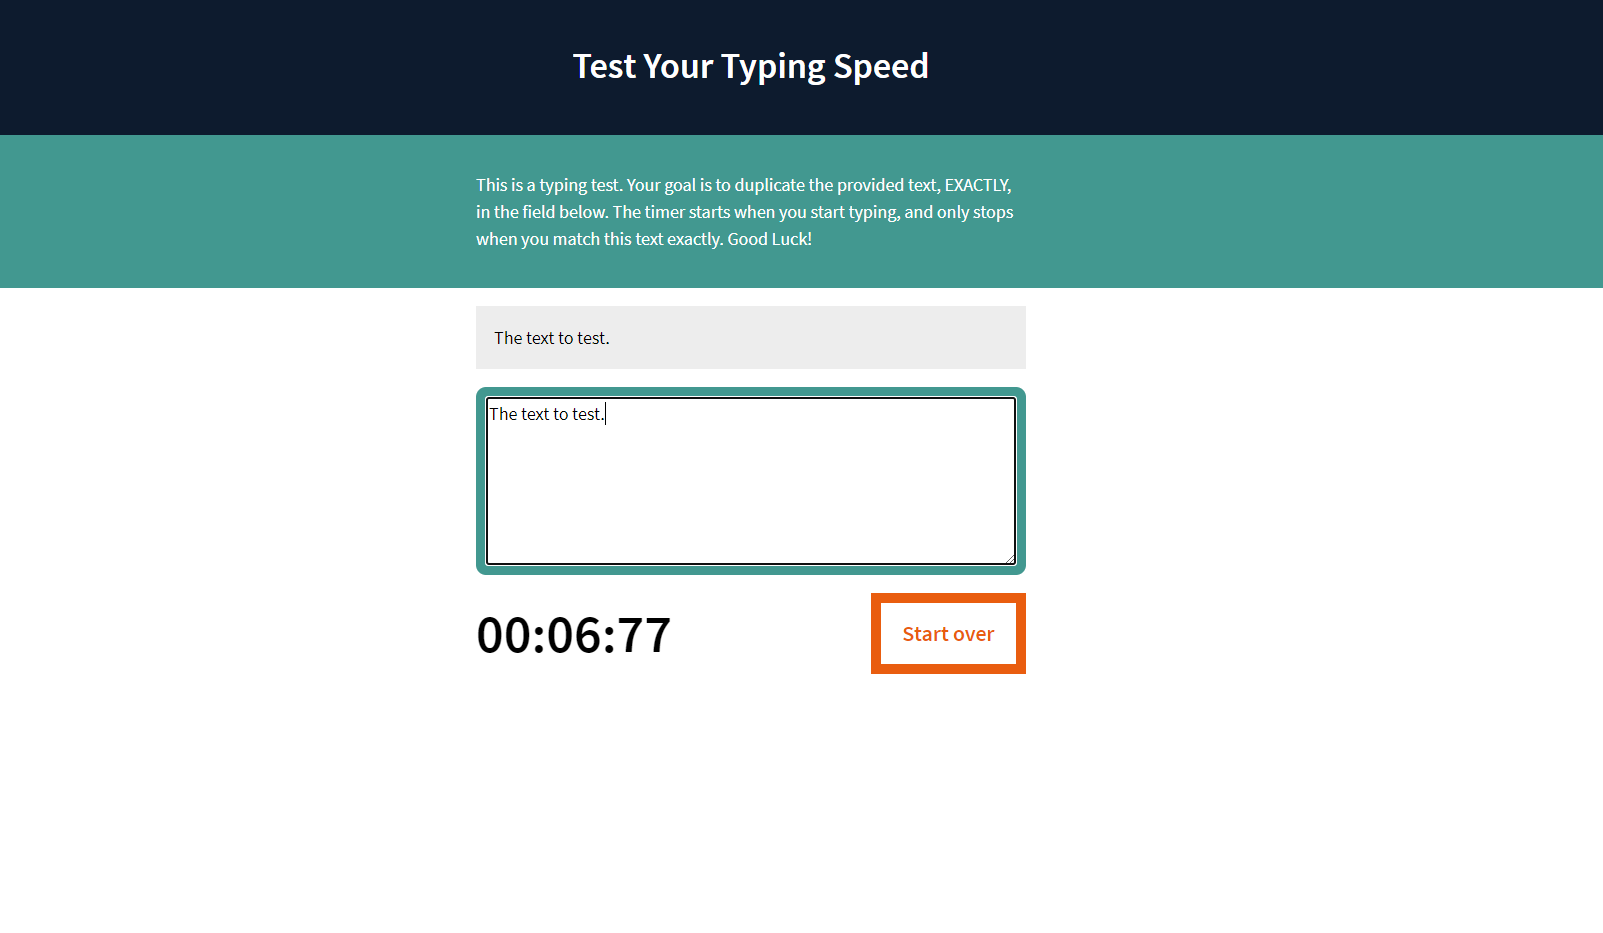 Test Your Typing Speed
This is a typing test. Your goal is to duplicate the provided text, EXACTLY,
in the field below. The timer starts when you start typing, and only stops
when you match this text exactly. Good Luck!
The text to test.
The text to test.
00:06:77
Start over